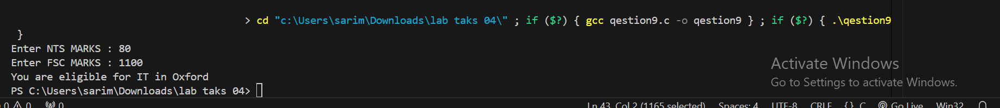 > cd "c:\Users\sarim\Downloads\lab taks 04\" ; if ($?) { gcc qestion9.c -o qestion9 } ; if ($?) { .\qestion9
}
Enter NTS MARKS : 80
Enter FSC MARKS : 1100
You are eligible for IT in Oxford
PS C:\Users\sarim\Downloads\lab taks 04>
Activate Windows
Go to Settings to activate Windows.
0 0 0 Ln 43, Col 2 (1165 selected) Spaces: 4 UTF-8 CRLF {} C Go Live Win32